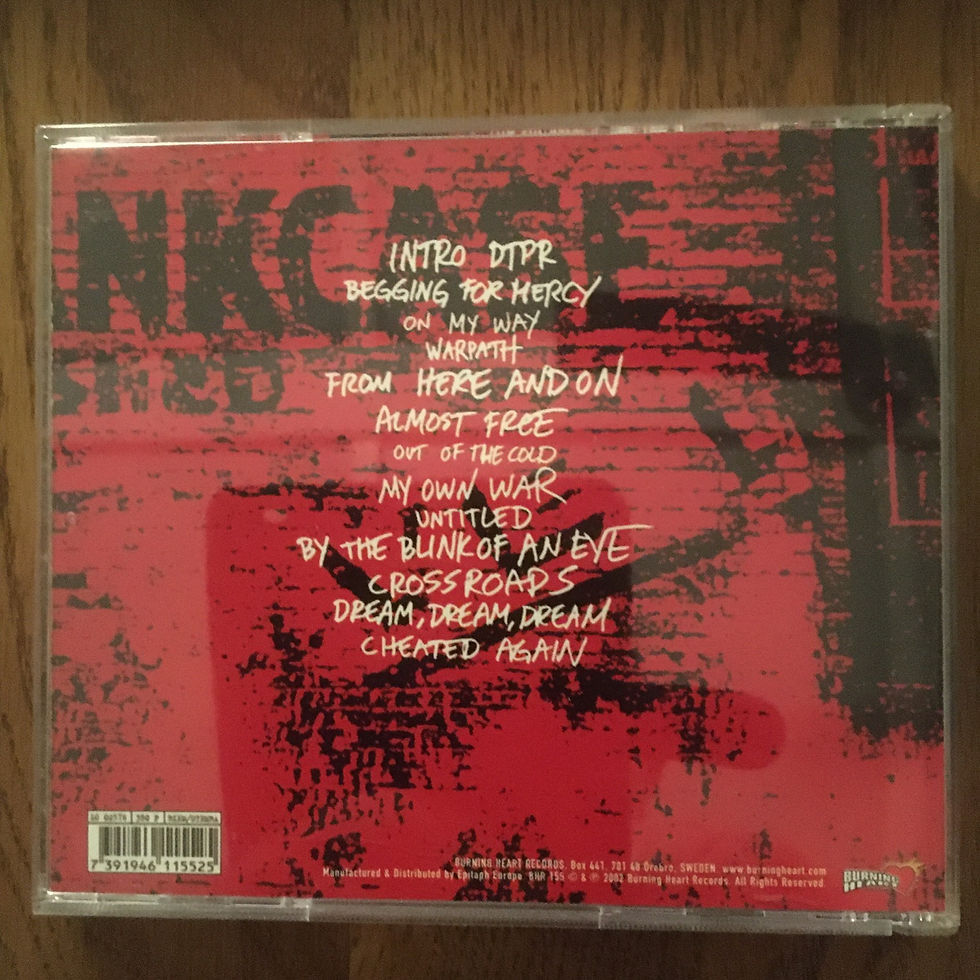 NKCASE
INTRO DTPR
BEGGING FOR MERCY
ON MY WAY
WARPATH
FROM HERE AND ON
ALMOST FREE
OUT OF THE COLD
MY OWN WAR
UNTITLED
BY THE BLINK OF AN EYE
CROSSROADS
DREAM, DREAM, DREAM
CHEATED AGAIN
7 391946 115525
BURNING HEART RECORDS. Box 441, 701 48 Örebro, SWEDEN www.burningheart.com
Manufactured & Distributed by Epitaph Europe. BHR 155 © & ℗ 2002 Burning Heart Records. All Rights Reserved.
BURNING
HEART